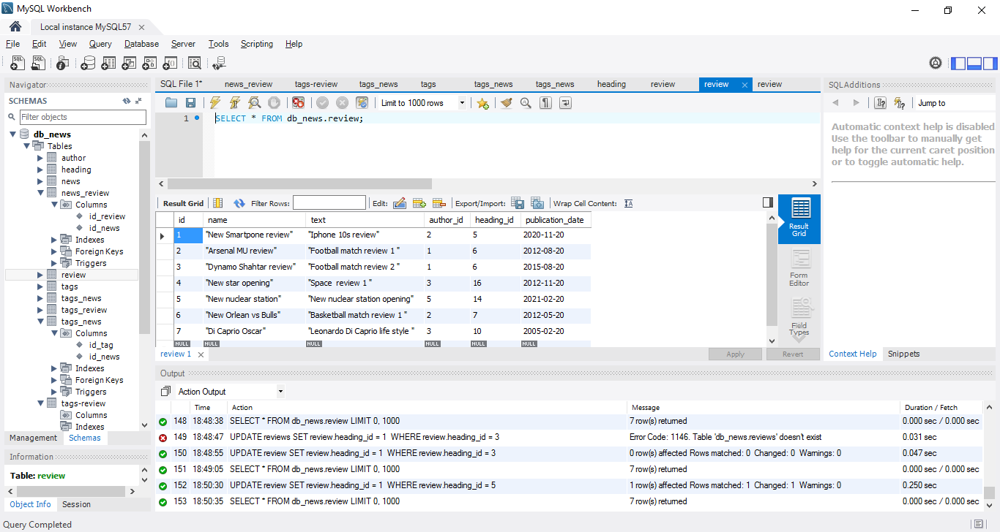 MySQL Workbench
Local instance MySQL57
File Edit View Query Database Server Tools Scripting Help
Navigator
SCHEMAS
Filter objects
db_news
Tables
author
heading
news
news_review
Columns
id_review
id_news
Indexes
Foreign Keys
Triggers
review
tags
tags_news
tags_review
tags_news
Columns
id_tag
id_news
Indexes
Foreign Keys
Triggers
tags-review
Columns
Indexes
Management Schemas
Information
Table: review
Object Info Session
SQL File 1* news_review tags-review tags_news tags tags_news tags_news heading review review review
Limit to 1000 rows
1 SELECT * FROM db_news.review;
Result Grid Filter Rows: Edit: Export/Import: Wrap Cell Content:
id name text author_id heading_id publication_date
1 "New Smartpone review" "Iphone 10s review" 2 5 2020-11-20
2 "Arsenal MU review" "Football match review 1 " 1 6 2012-08-20
3 "Dynamo Shahtar review" "Football match review 2 " 1 6 2015-08-20
4 "New star opening" "Space  review 1 " 3 16 2012-11-20
5 "New nuclear station" "New nuclear station opening" 5 14 2021-02-20
6 "New Orlean vs Bulls" "Basketball match review 1 " 2 7 2012-05-20
7 "Di Caprio Oscar" "Leonardo Di Caprio life style " 3 10 2005-02-20
NULL NULL NULL NULL NULL NULL
Result
Grid
Form
Editor
Field
Types
review 1
Apply Revert
SQLAdditions
Jump to
Automatic context help is disabled.
Use the toolbar to manually get
help for the current caret position
or to toggle automatic help.
Context Help Snippets
Output
Action Output
Time Action Message Duration / Fetch
148 18:48:38 SELECT * FROM db_news.review LIMIT 0, 1000 7 row(s) returned 0.000 sec / 0.000 sec
149 18:48:47 UPDATE reviews SET review.heading_id = 1  WHERE review.heading_id = 3 Error Code: 1146. Table 'db_news.reviews' doesn't exist 0.031 sec
150 18:48:55 UPDATE review SET review.heading_id = 1  WHERE review.heading_id = 3 0 row(s) affected Rows matched: 0  Changed: 0  Warnings: 0 0.047 sec
151 18:49:05 SELECT * FROM db_news.review LIMIT 0, 1000 7 row(s) returned 0.000 sec / 0.000 sec
152 18:50:30 UPDATE review SET review.heading_id = 1  WHERE review.heading_id = 5 1 row(s) affected Rows matched: 1  Changed: 1  Warnings: 0 0.250 sec
153 18:50:35 SELECT * FROM db_news.review LIMIT 0, 1000 7 row(s) returned 0.000 sec / 0.000 sec
Query Completed